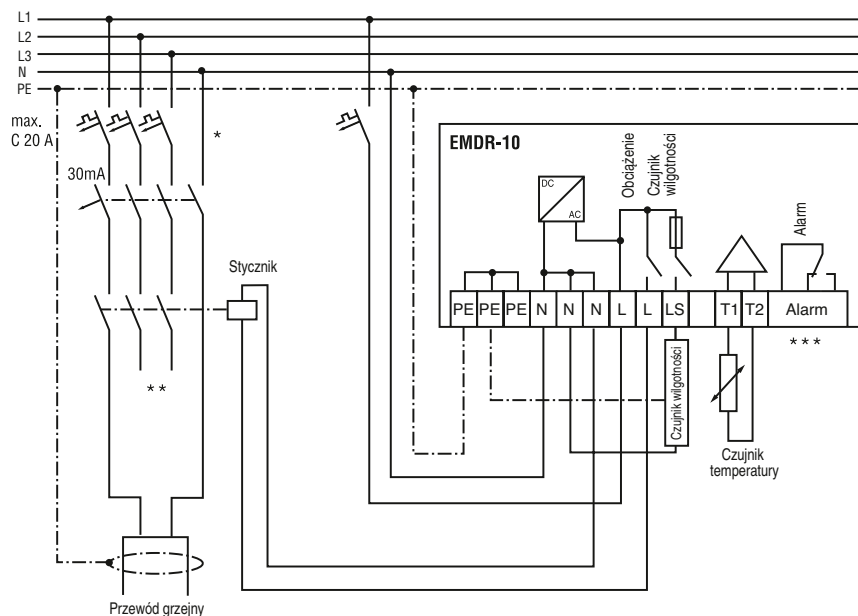 L1
L2
L3
N
PE
max.
C 20 A
*
30mA
EMDR-10
DC
AC
Obciążenie
Czujnik
wilgotności
Alarm
Stycznik
PE PE PE N N N L L LS T1 T2 Alarm
* * *
* *
Czujnik wilgotności
Czujnik
temperatury
Przewód grzejny